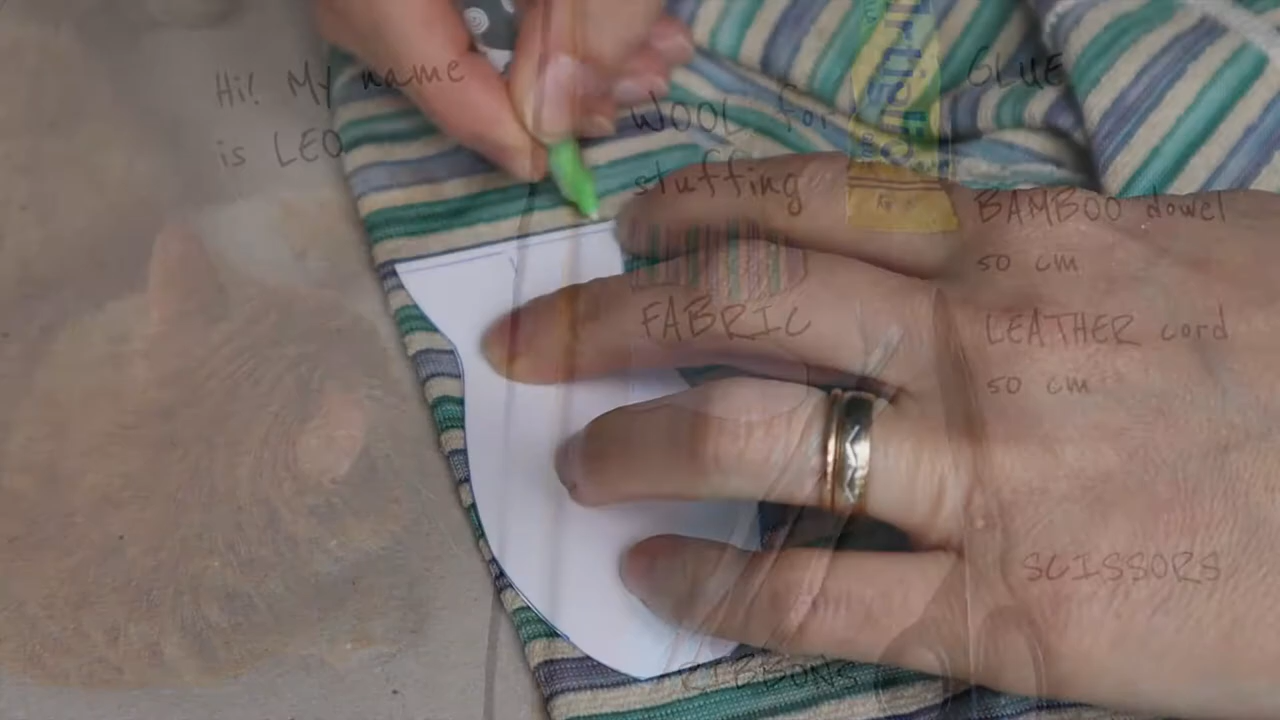 Hi! My name
is LEO
WOOL for
stuffing
FABRIC
RIBBONS
GLUE
BAMBOO dowel
50 cm
LEATHER cord
50 cm
SCISSORS